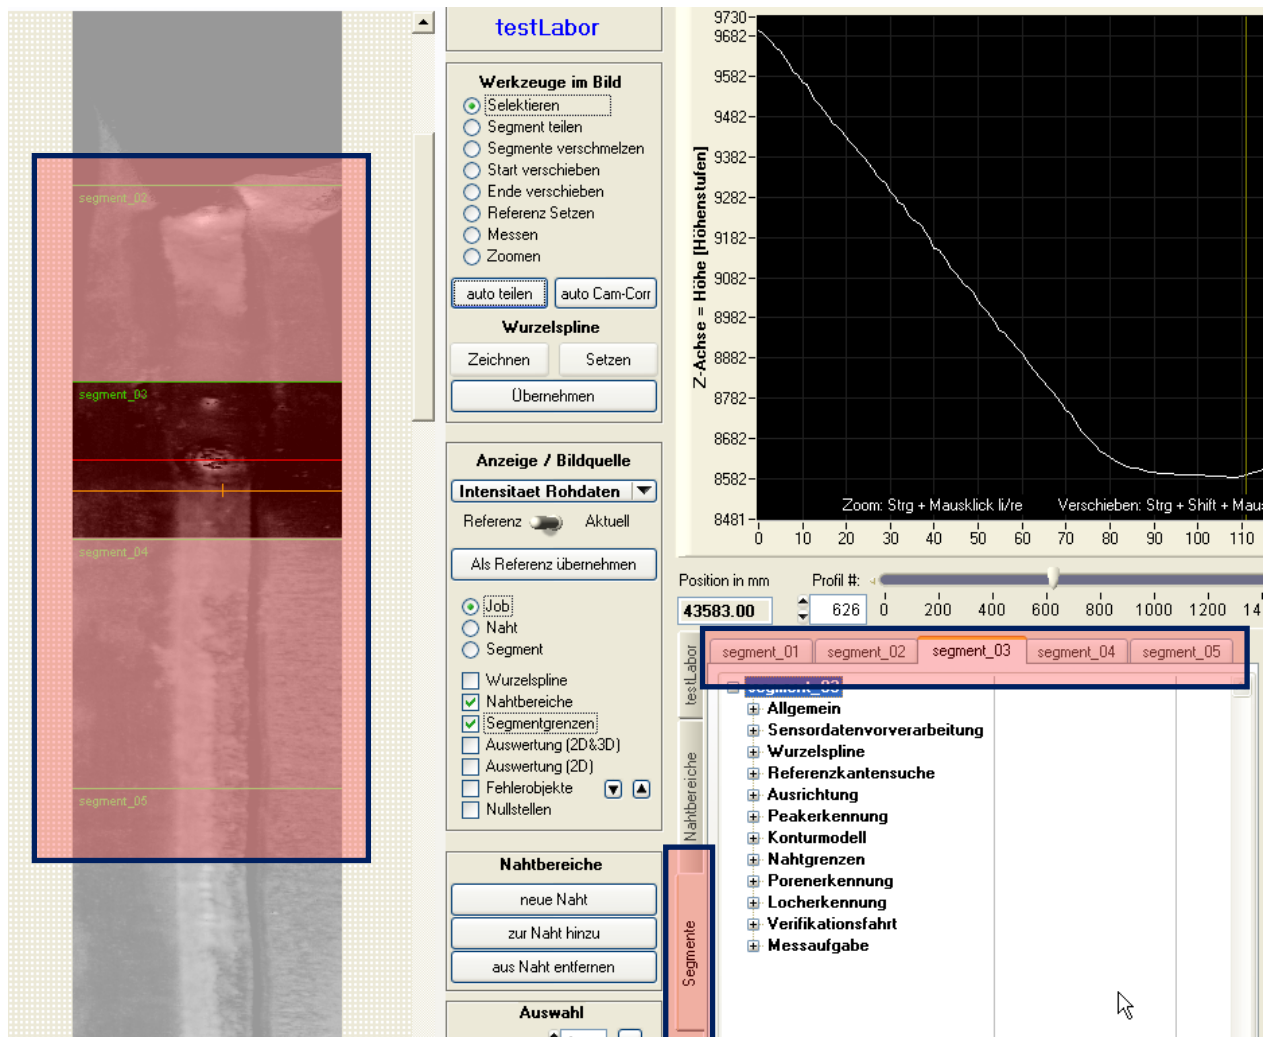 segment_02
segment_03
segment_04
segment_05
testLabor
Werkzeuge im Bild
Selektieren
Segment teilen
Segmente verschmelzen
Start verschieben
Ende verschieben
Referenz Setzen
Messen
Zoomen
auto teilen auto Cam-Corr
Wurzelspline
Zeichnen Setzen
Übernehmen
Anzeige / Bildquelle
Intensitaet Rohdaten
Referenz Aktuell
Als Referenz übernehmen
Job
Naht
Segment
Wurzelspline
Nahtbereiche
Segmentgrenzen
Auswertung (2D&3D)
Auswertung (2D)
Fehlerobjekte
Nullstellen
Nahtbereiche
neue Naht
zur Naht hinzu
aus Naht entfernen
Auswahl
Z-Achse = Höhe [Höhenstufen]
9730
9682
9582
9482
9382
9282
9182
9082
8982
8882
8782
8682
8582
8481
Zoom: Strg + Mausklick li/re Verschieben: Strg + Shift + Maus
0 10 20 30 40 50 60 70 80 90 100 110
Position in mm Profil #:
43583.00 626 0 200 400 600 800 1000 1200 14
testLabor
Nahtbereiche
Segmente
segment_01 segment_02 segment_03 segment_04 segment_05
segment_03
Allgemein
Sensordatenvorverarbeitung
Wurzelspline
Referenzkantensuche
Ausrichtung
Peakerkennung
Konturmodell
Nahtgrenzen
Porenerkennung
Locherkennung
Verifikationsfahrt
Messaufgabe